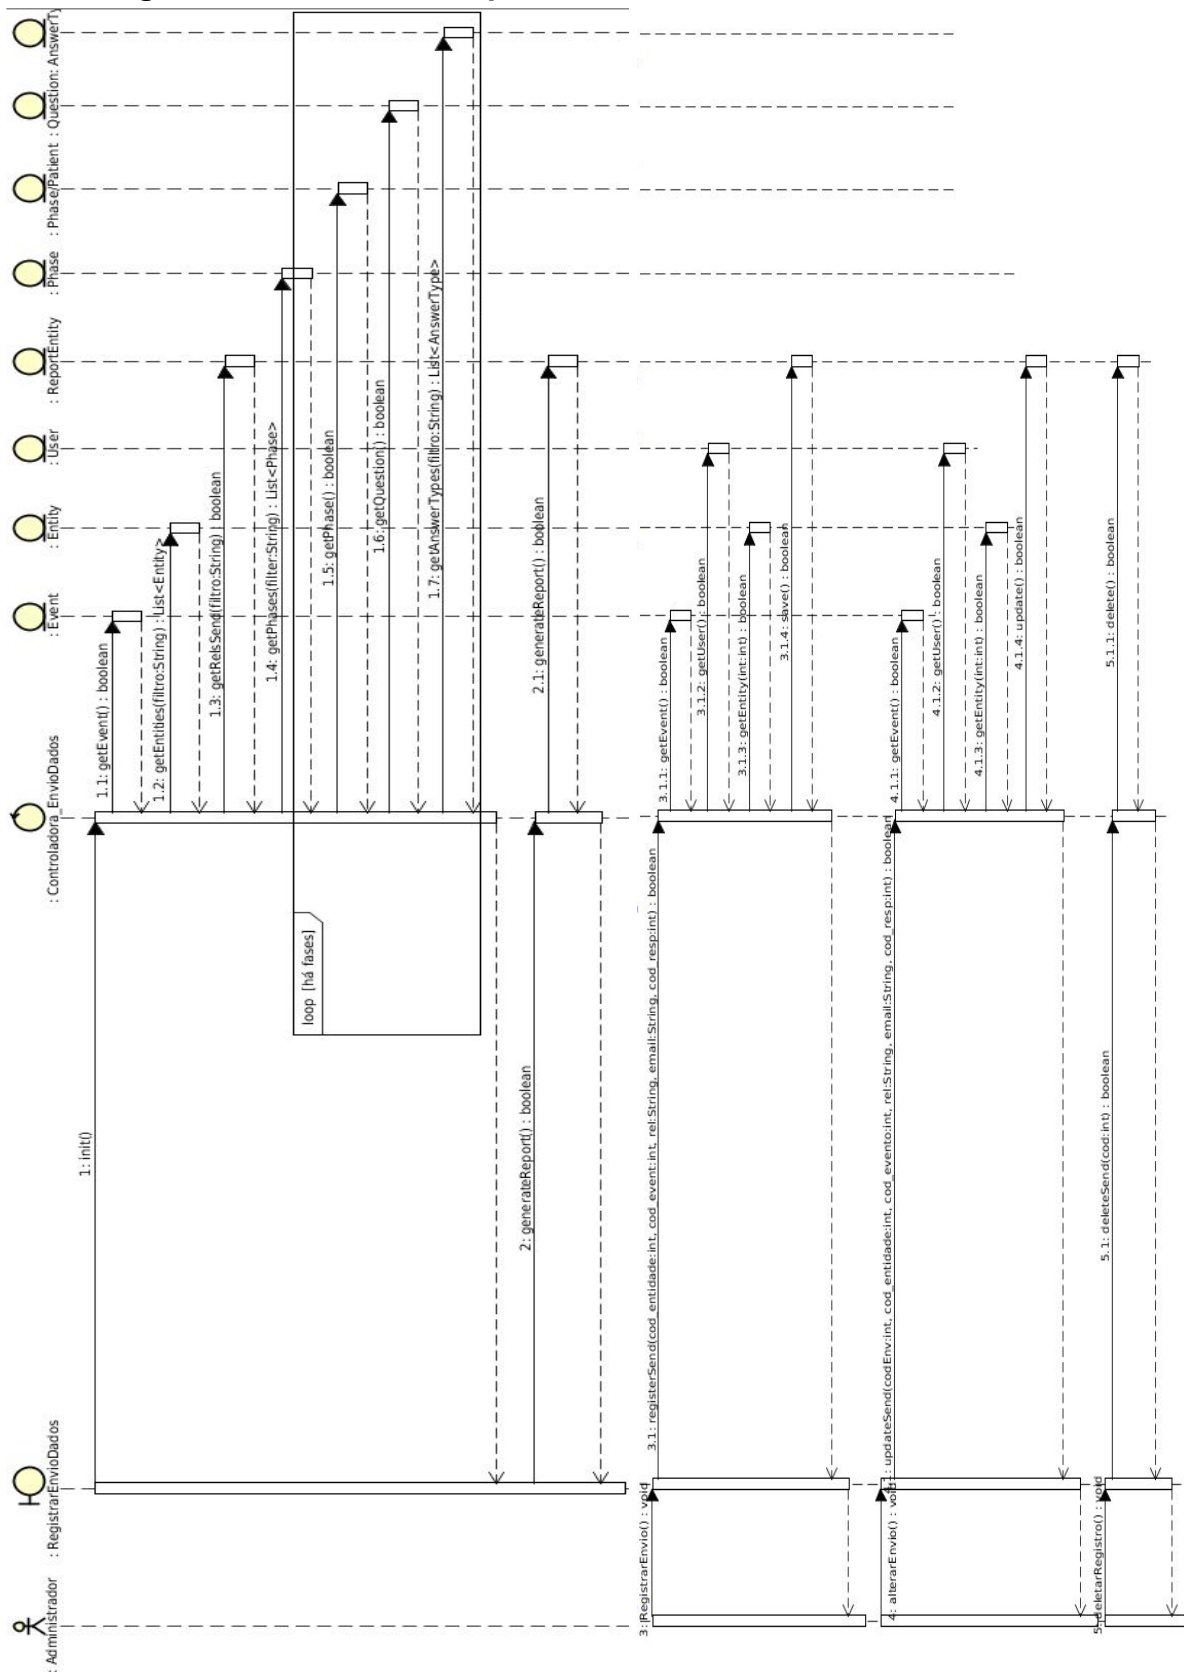 : Administrador
: RegistrarEnvioDados
: Controladora_EnvioDados
: Event
: Entity
: User
: ReportEntity
: Phase
: Phase/Patient
: Question
: AnswerT
1: init()
1.1: getEvent() : boolean
1.2: getEntities(filtro:String) : List<Entity>
1.3: getRelsSend(filtro:String) : boolean
1.4: getPhases(filter:String) : List<Phase>
loop [há fases]
1.5: getPhase() : boolean
1.6: getQuestion() : boolean
1.7: getAnswerTypes(filtro:String) : List<AnswerType>
2: generateReport() : boolean
2.1: generateReport() : boolean
3: RegistrarEnvio() : void
3.1: registerSend(cod_entidade:int, cod_event:int, rel:String, email:String, cod_resp:int) : boolean
3.1.1: getEvent() : boolean
3.1.2: getUser() : boolean
3.1.3: getEntity(int:int) : boolean
3.1.4: save() : boolean
4: alterarEnvio() : void
4.1: updateSend(codEnv:int, cod_entidade:int, cod_evento:int, rel:String, email:String, cod_resp:int) : boolean
4.1.1: getEvent() : boolean
4.1.2: getUser() : boolean
4.1.3: getEntity(int:int) : boolean
4.1.4: update() : boolean
5: deletarRegistro() : void
5.1: deleteSend(cod:int) : boolean
5.1.1: delete() : boolean